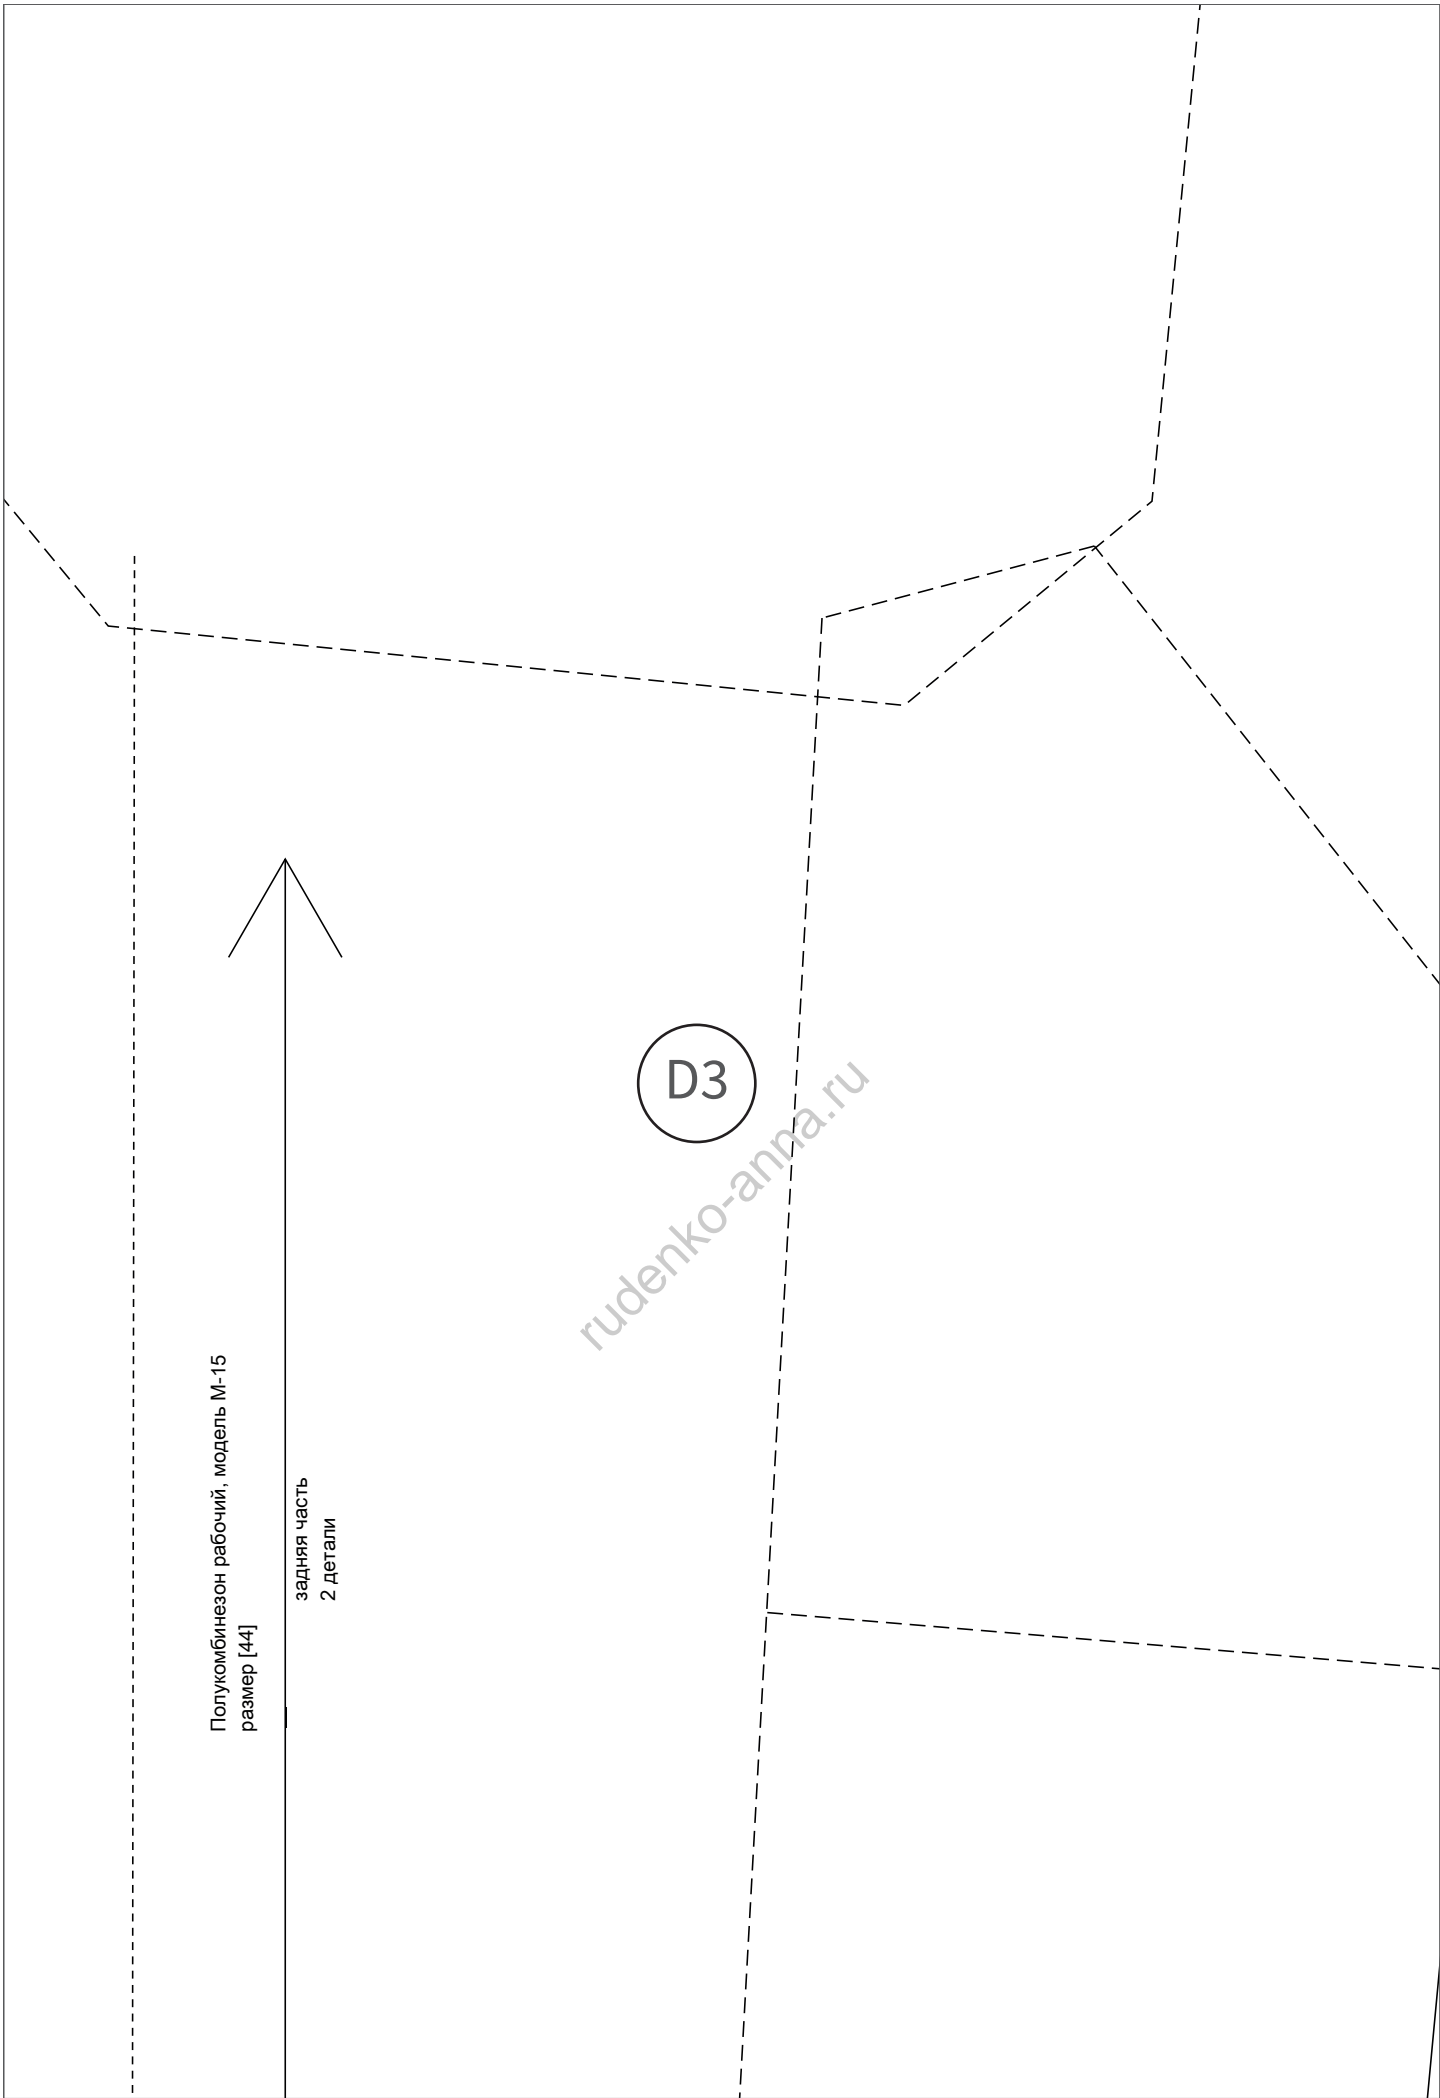 D3
rudenko-anna.ru
Полукомбинезон рабочий, модель М-15
размер [44]
задняя часть
2 детали